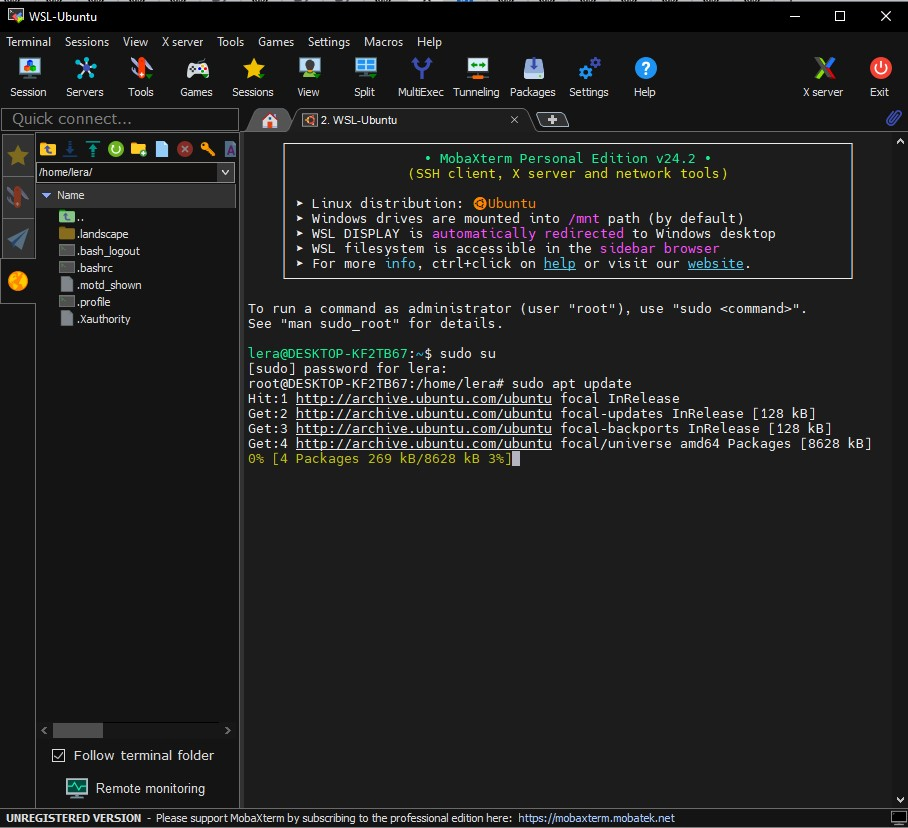 WSL-Ubuntu
Terminal Sessions View X server Tools Games Settings Macros Help
Session Servers Tools Games Sessions View Split MultiExec Tunneling Packages Settings Help X server Exit
Quick connect...
2. WSL-Ubuntu
/home/lera/
Name
..
.landscape
.bash_logout
.bashrc
.motd_shown
.profile
.Xauthority
Follow terminal folder
Remote monitoring
• MobaXterm Personal Edition v24.2 •
(SSH client, X server and network tools)
➤ Linux distribution: Ubuntu
➤ Windows drives are mounted into /mnt path (by default)
➤ WSL DISPLAY is automatically redirected to Windows desktop
➤ WSL filesystem is accessible in the sidebar browser
➤ For more info, ctrl+click on help or visit our website.
To run a command as administrator (user "root"), use "sudo <command>".
See "man sudo_root" for details.
lera@DESKTOP-KF2TB67:~$ sudo su
[sudo] password for lera:
root@DESKTOP-KF2TB67:/home/lera# sudo apt update
Hit:1 http://archive.ubuntu.com/ubuntu focal InRelease
Get:2 http://archive.ubuntu.com/ubuntu focal-updates InRelease [128 kB]
Get:3 http://archive.ubuntu.com/ubuntu focal-backports InRelease [128 kB]
Get:4 http://archive.ubuntu.com/ubuntu focal/universe amd64 Packages [8628 kB]
0% [4 Packages 269 kB/8628 kB 3%]
UNREGISTERED VERSION - Please support MobaXterm by subscribing to the professional edition here: https://mobaxterm.mobatek.net